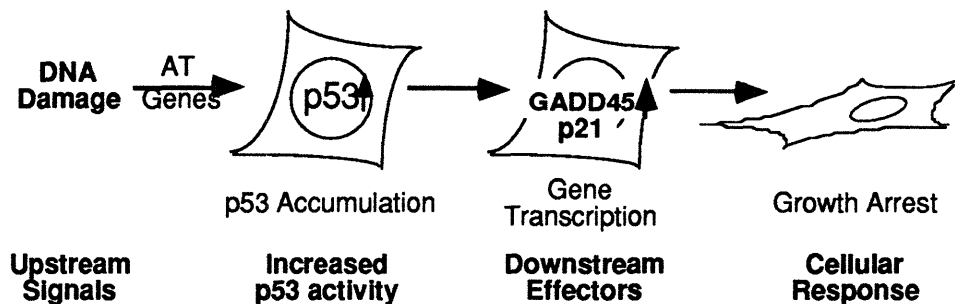 DNA
Damage
AT
Genes
p53
GADD45
p21
p53 Accumulation
Gene
Transcription
Growth Arrest
Upstream
Signals
Increased
p53 activity
Downstream
Effectors
Cellular
Response